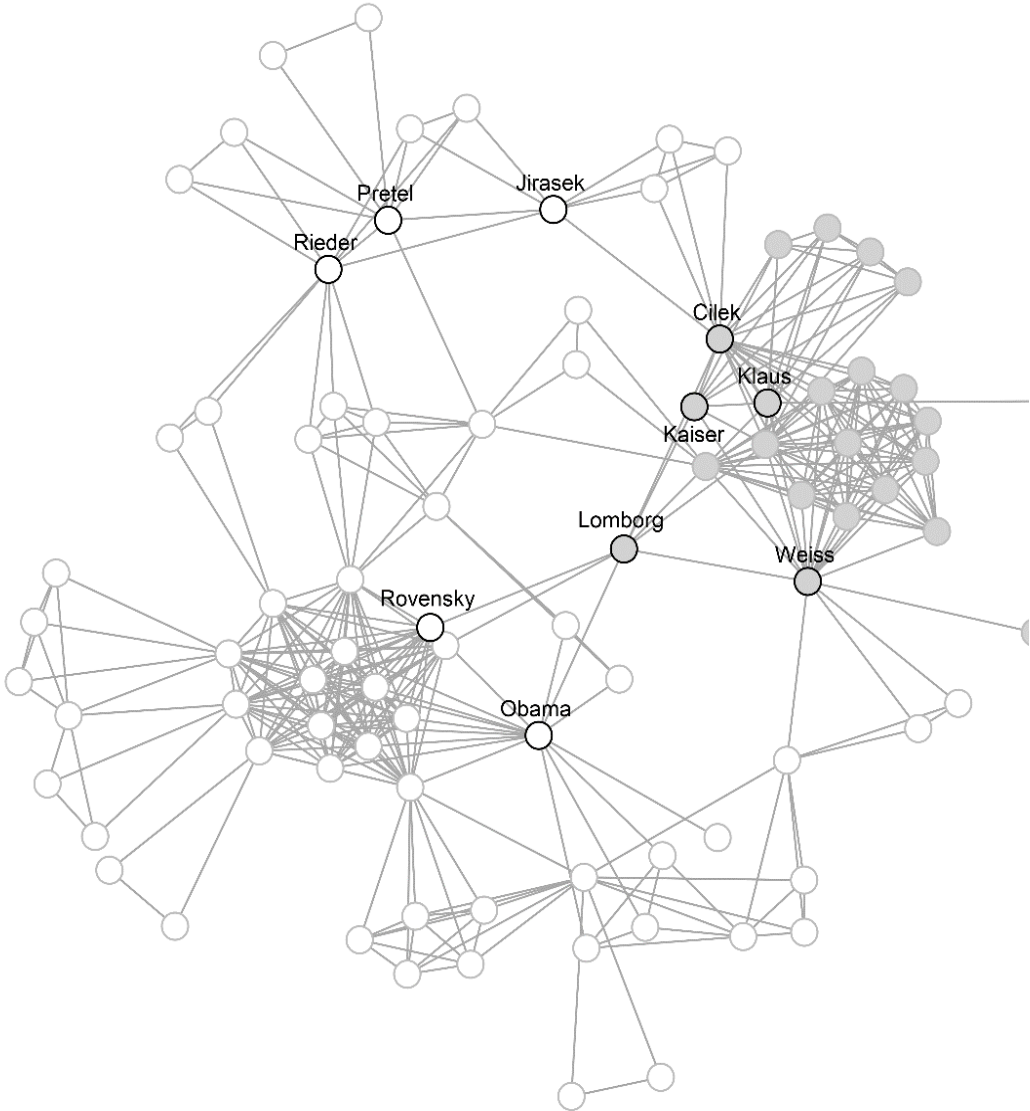 Jirasek
Pretel
Rieder
Cilek
Klaus
Kaiser
Lomborg
Weiss
Rovensky
Obama